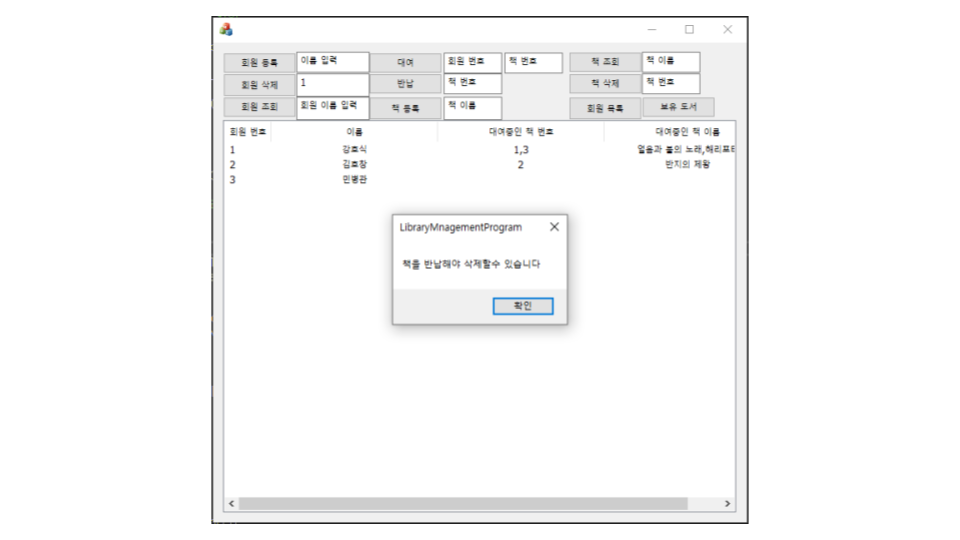 회원 등록 이름 입력 대여 회원 번호 책 번호 책 조회 책 이름
회원 삭제 1 반납 책 번호 책 삭제 책 번호
회원 조회 회원 이름 입력 책 등록 책 이름 회원 목록 보유 도서
회원 번호 이름 대여중인 책 번호 대여중인 책 이름
1 강호식 1,3 얼음과 불의 노래,해리포터
2 김효창 2 반지의 제왕
3 민병관
LibraryMnagementProgram
책을 반납해야 삭제할수 있습니다
확인